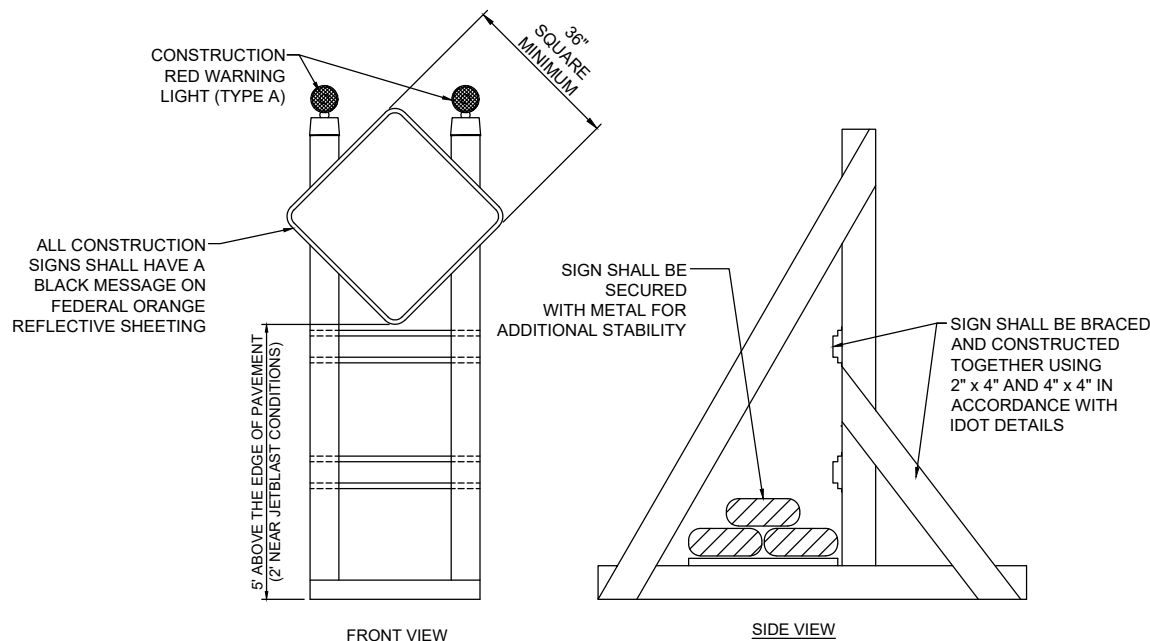 CONSTRUCTION
RED WARNING
LIGHT (TYPE A)
36"
SQUARE
MINIMUM
ALL CONSTRUCTION
SIGNS SHALL HAVE A
BLACK MESSAGE ON
FEDERAL ORANGE
REFLECTIVE SHEETING
5' ABOVE THE EDGE OF PAVEMENT
(2' NEAR JETBLAST CONDITIONS)
FRONT VIEW
SIGN SHALL BE
SECURED
WITH METAL FOR
ADDITIONAL STABILITY
SIGN SHALL BE BRACED
AND CONSTRUCTED
TOGETHER USING
2" x 4" AND 4" x 4" IN
ACCORDANCE WITH
IDOT DETAILS
SIDE VIEW